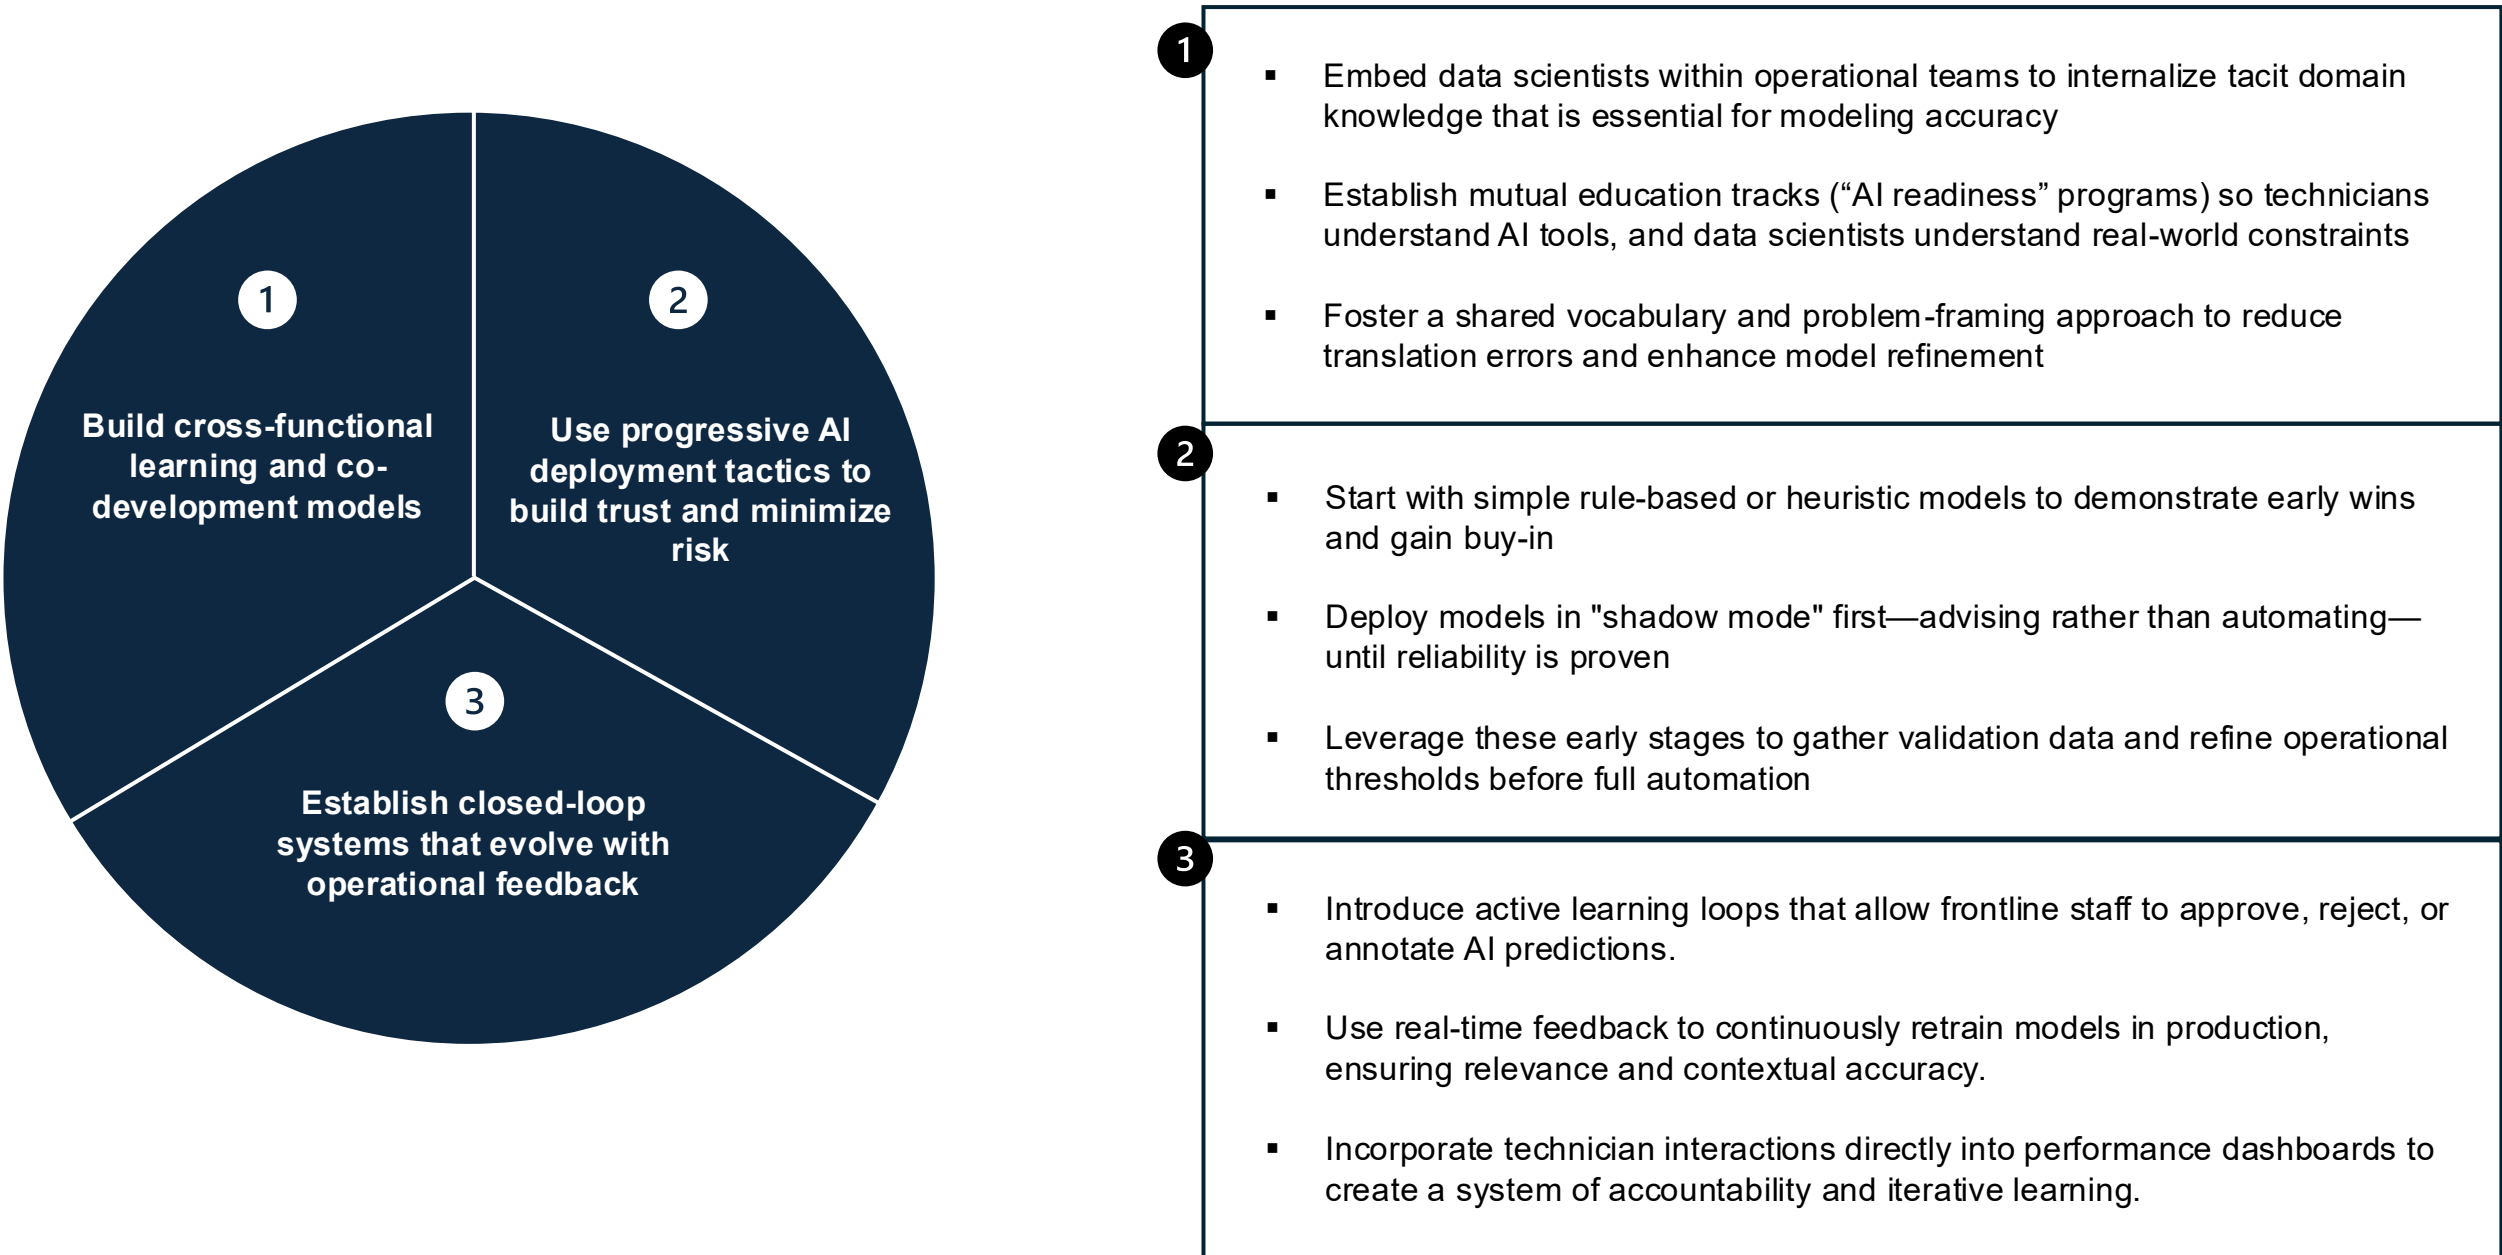 1
Build cross-functional
learning and co-
development models
2
Use progressive AI
deployment tactics to
build trust and minimize
risk
3
Establish closed-loop
systems that evolve with
operational feedback
1
▪ Embed data scientists within operational teams to internalize tacit domain
knowledge that is essential for modeling accuracy
▪ Establish mutual education tracks (“AI readiness” programs) so technicians
understand AI tools, and data scientists understand real-world constraints
▪ Foster a shared vocabulary and problem-framing approach to reduce
translation errors and enhance model refinement
2
▪ Start with simple rule-based or heuristic models to demonstrate early wins
and gain buy-in
▪ Deploy models in "shadow mode" first—advising rather than automating—
until reliability is proven
▪ Leverage these early stages to gather validation data and refine operational
thresholds before full automation
3
▪ Introduce active learning loops that allow frontline staff to approve, reject, or
annotate AI predictions.
▪ Use real-time feedback to continuously retrain models in production,
ensuring relevance and contextual accuracy.
▪ Incorporate technician interactions directly into performance dashboards to
create a system of accountability and iterative learning.